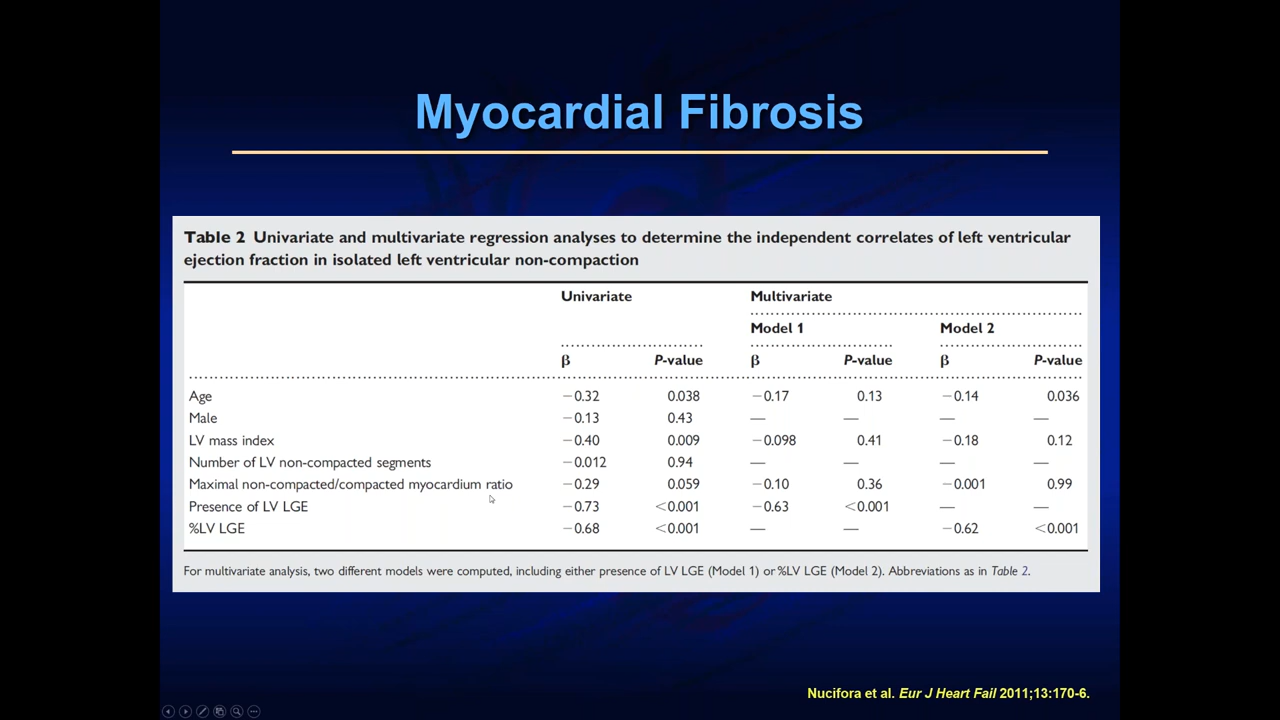 Myocardial Fibrosis
Table 2 Univariate and multivariate regression analyses to determine the independent correlates of left ventricular
ejection fraction in isolated left ventricular non-compaction
Univariate Multivariate
Model 1 Model 2
β P-value β P-value β P-value
Age −0.32 0.038 −0.17 0.13 −0.14 0.036
Male −0.13 0.43 — — — —
LV mass index −0.40 0.009 −0.098 0.41 −0.18 0.12
Number of LV non-compacted segments −0.012 0.94 — — — —
Maximal non-compacted/compacted myocardium ratio −0.29 0.059 −0.10 0.36 −0.001 0.99
Presence of LV LGE −0.73 <0.001 −0.63 <0.001 — —
%LV LGE −0.68 <0.001 — — −0.62 <0.001
For multivariate analysis, two different models were computed, including either presence of LV LGE (Model 1) or %LV LGE (Model 2). Abbreviations as in Table 2.
Nucifora et al. Eur J Heart Fail 2011;13:170-6.